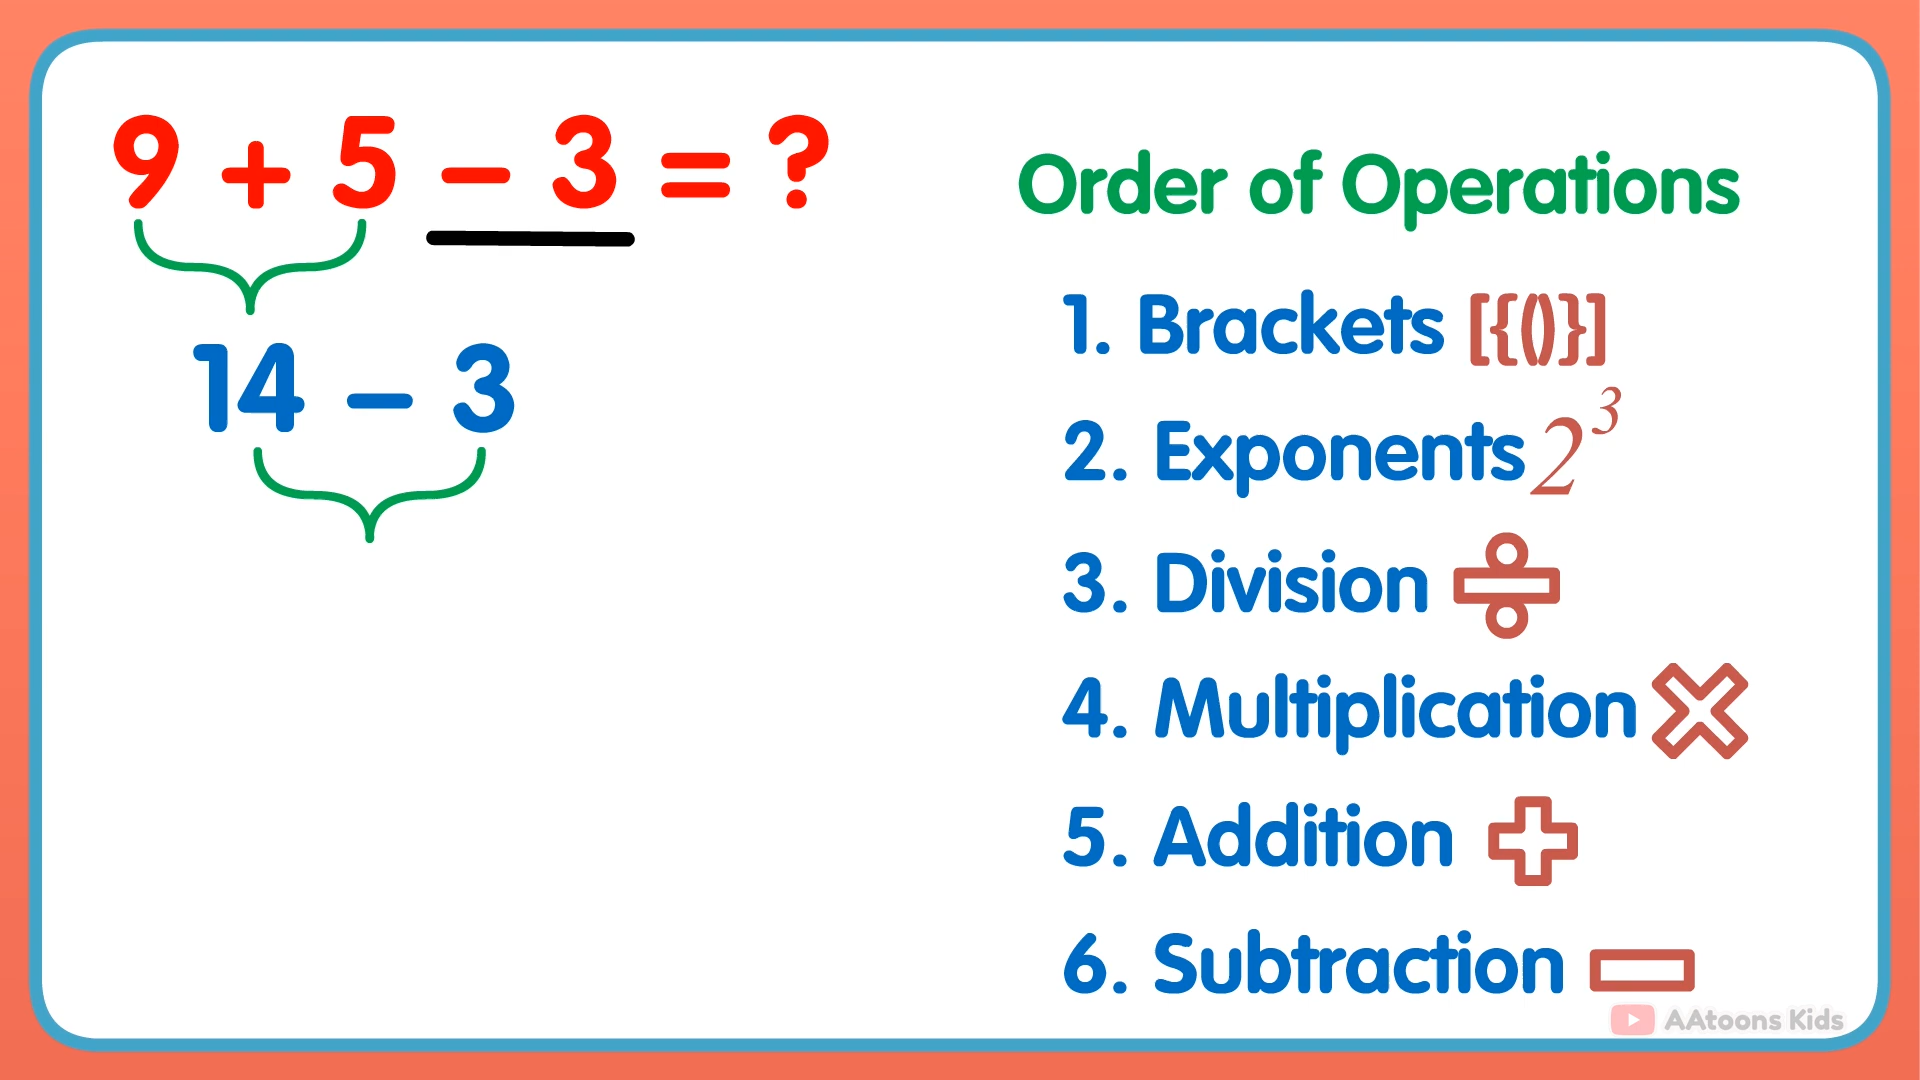 9 + 5 – 3 = ?
14 – 3
Order of Operations
1. Brackets [{()}]
2. Exponents 2³
3. Division ÷
4. Multiplication ×
5. Addition +
6. Subtraction –
AAtoons Kids